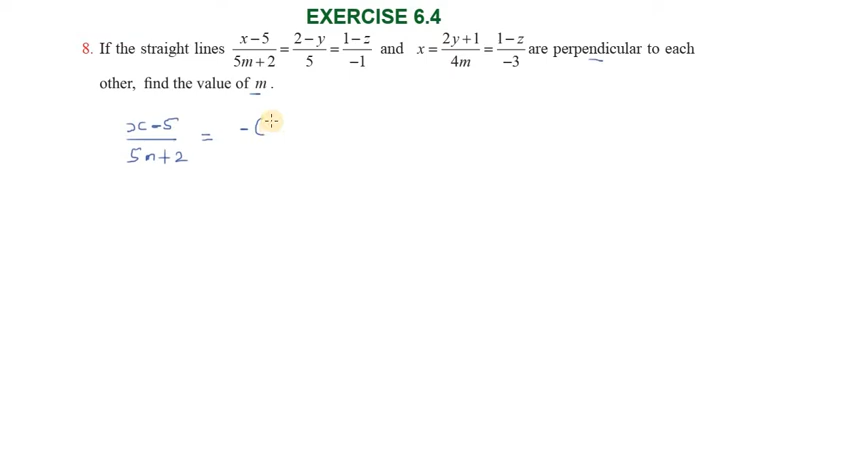 EXERCISE 6.4
8. If the straight lines (x − 5)/(5m + 2) = (2 − y)/5 = (1 − z)/−1 and x = (2y + 1)/4m = (1 − z)/−3 are perpendicular to each
other, find the value of m .
(x − 5)/(5m + 2) = −(